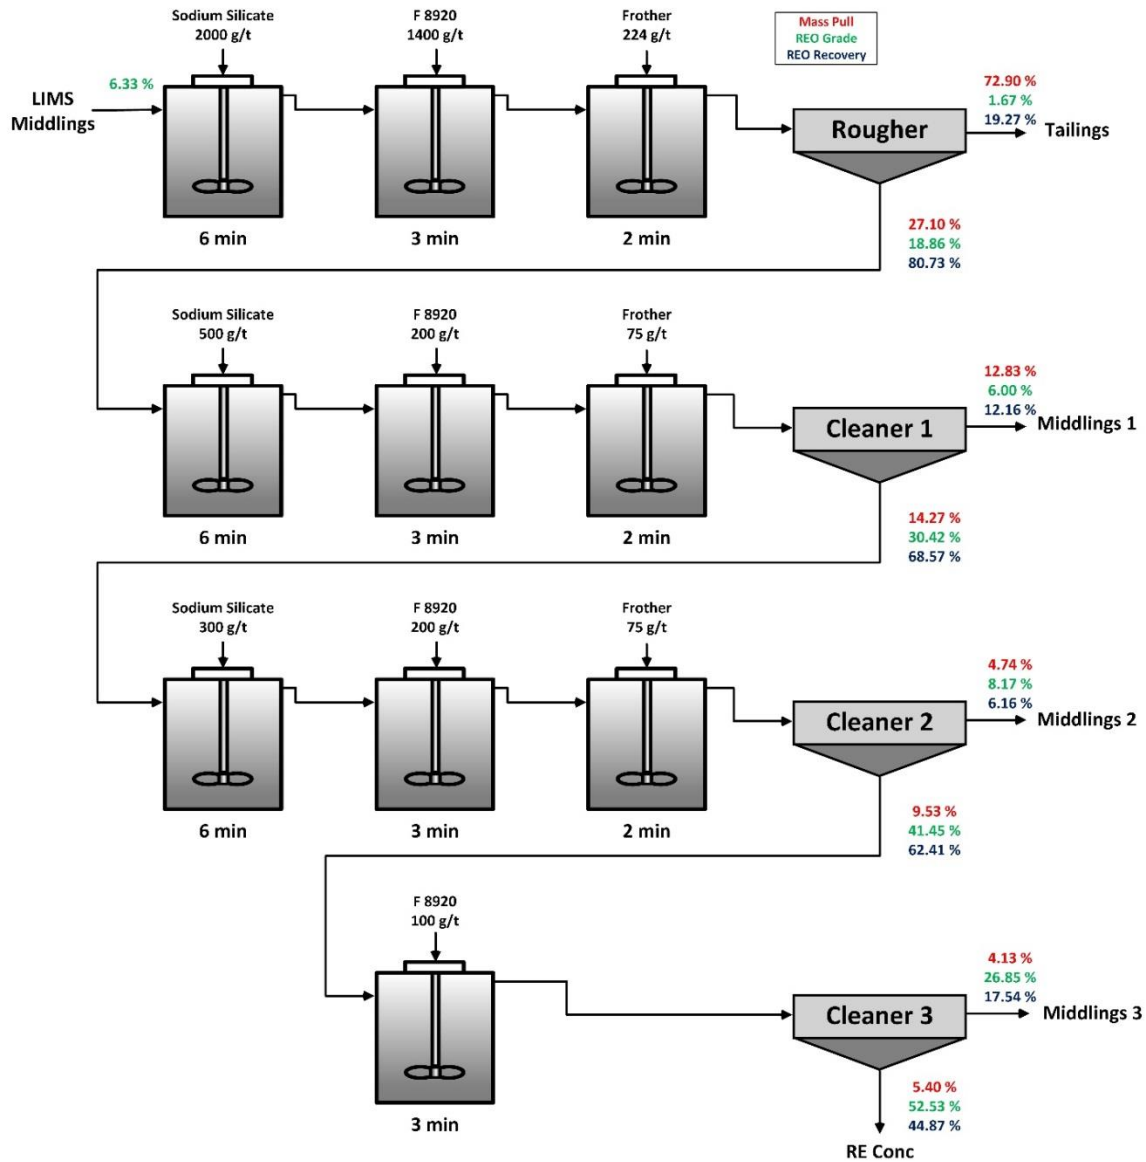 Sodium Silicate
2000 g/t
F 8920
1400 g/t
Frother
224 g/t
Mass Pull
REO Grade
REO Recovery
LIMS
Middlings
6.33 %
6 min
3 min
2 min
Rougher
72.90 %
1.67 %
19.27 %
Tailings
27.10 %
18.86 %
80.73 %
Sodium Silicate
500 g/t
F 8920
200 g/t
Frother
75 g/t
6 min
3 min
2 min
Cleaner 1
12.83 %
6.00 %
12.16 %
Middlings 1
14.27 %
30.42 %
68.57 %
Sodium Silicate
300 g/t
F 8920
200 g/t
Frother
75 g/t
6 min
3 min
2 min
Cleaner 2
4.74 %
8.17 %
6.16 %
Middlings 2
9.53 %
41.45 %
62.41 %
F 8920
100 g/t
3 min
Cleaner 3
4.13 %
26.85 %
17.54 %
Middlings 3
5.40 %
52.53 %
44.87 %
RE Conc